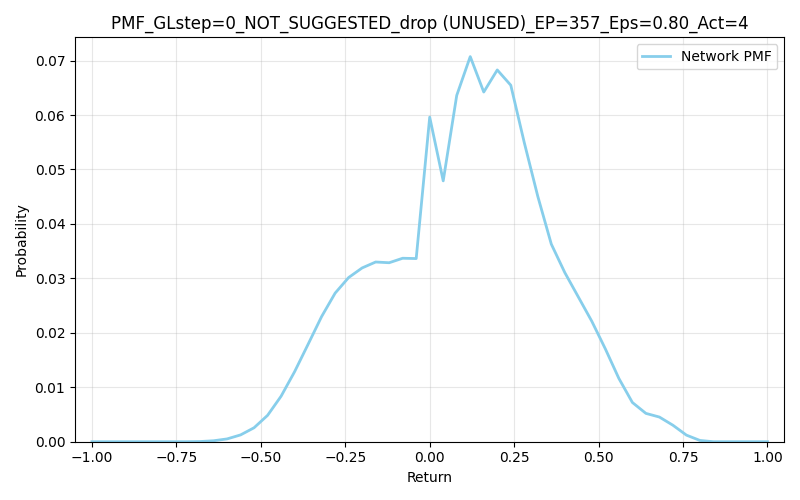 PMF_GLstep=0_NOT_SUGGESTED_drop (UNUSED)_EP=357_Eps=0.80_Act=4
Network PMF
Probability
0.07
0.06
0.05
0.04
0.03
0.02
0.01
0.00
−1.00 −0.75 −0.50 −0.25 0.00 0.25 0.50 0.75 1.00
Return